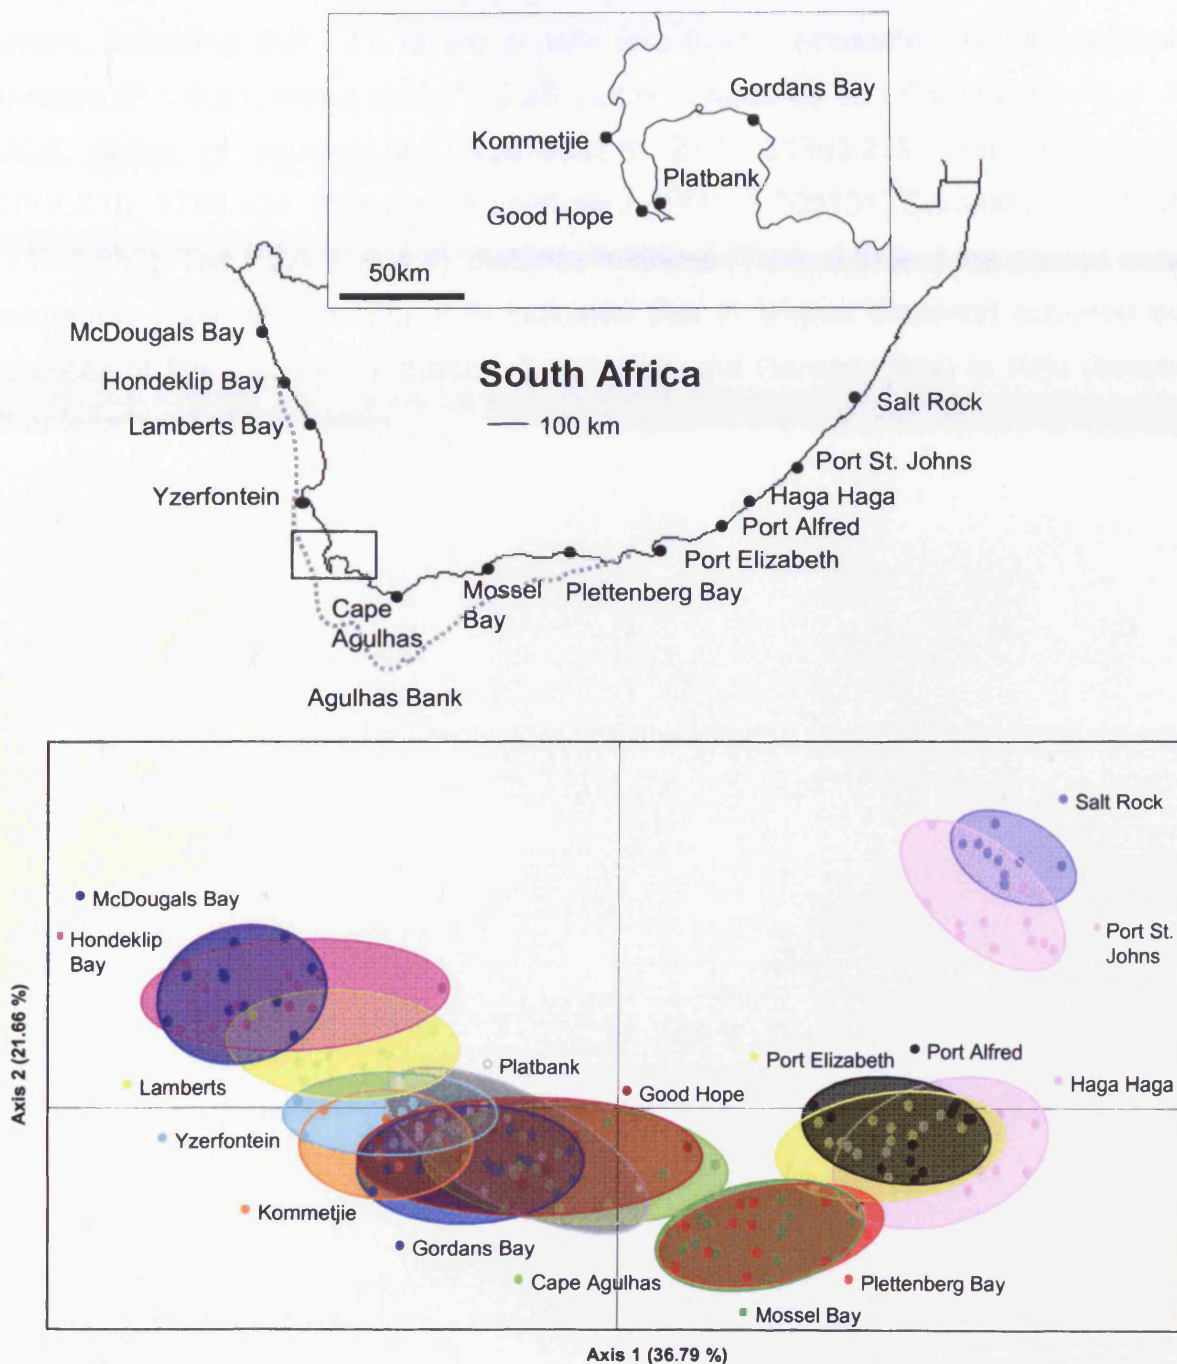 Gordans Bay
Kommetjie
Platbank
Good Hope
50km
McDougals Bay
Hondeklip Bay
South Africa
Salt Rock
Lamberts Bay
100 km
Port St. Johns
Yzerfontein
Haga Haga
Port Alfred
Port Elizabeth
Mossel
Bay
Plettenberg Bay
Cape
Agulhas
Agulhas Bank
Salt Rock
McDougals Bay
Hondeklip
Bay
Port St.
Johns
Axis 2 (21.66 %)
Platbank
Port Elizabeth
Port Alfred
Haga Haga
Lamberts
Good Hope
Yzerfontein
Kommetjie
Gordans Bay
Cape Agulhas
Plettenberg Bay
Mossel Bay
Axis 1 (36.79 %)